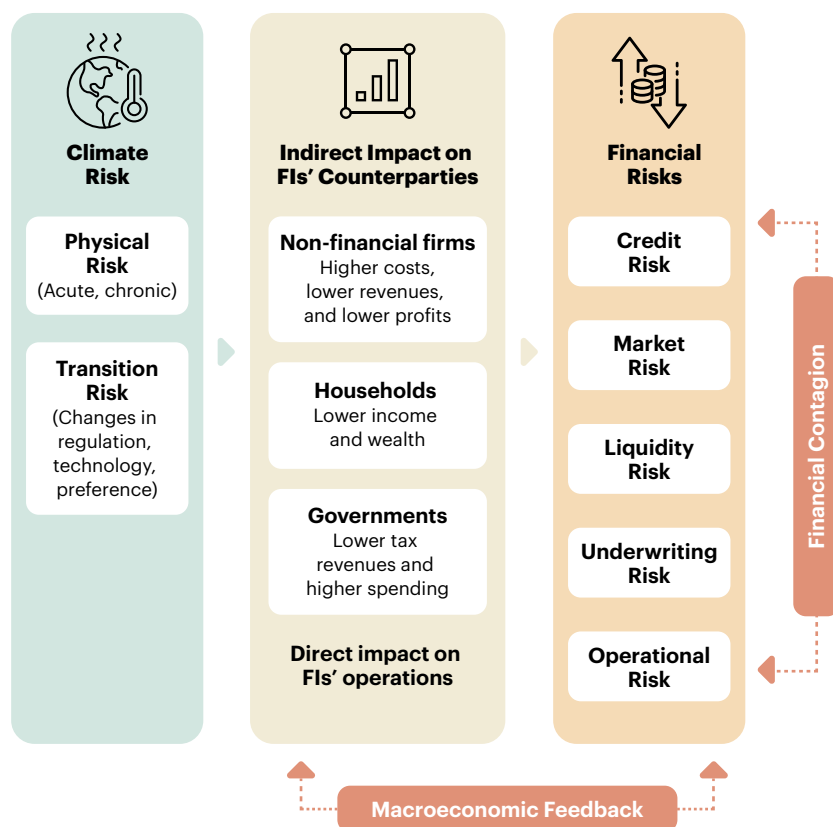 Climate
Risk
Physical
Risk
(Acute, chronic)
Transition
Risk
(Changes in
regulation,
technology,
preference)
Indirect Impact on
FIs’ Counterparties
Non-financial firms
Higher costs,
lower revenues,
and lower profits
Households
Lower income
and wealth
Governments
Lower tax
revenues and
higher spending
Direct impact on
FIs’ operations
Financial
Risks
Credit
Risk
Market
Risk
Liquidity
Risk
Underwriting
Risk
Operational
Risk
Financial Contagion
Macroeconomic Feedback